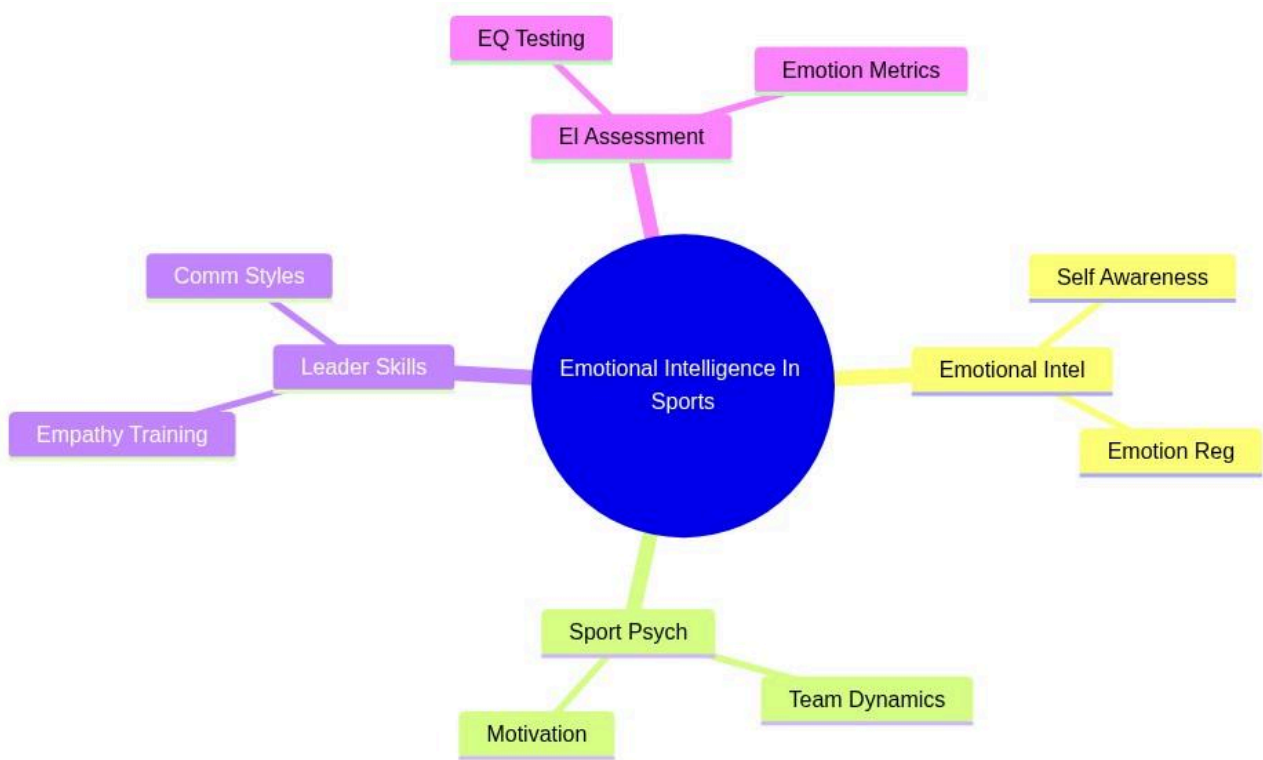 EQ Testing
Emotion Metrics
EI Assessment
Comm Styles
Self Awareness
Leader Skills
Emotional Intelligence In
Sports
Emotional Intel
Empathy Training
Emotion Reg
Sport Psych
Team Dynamics
Motivation